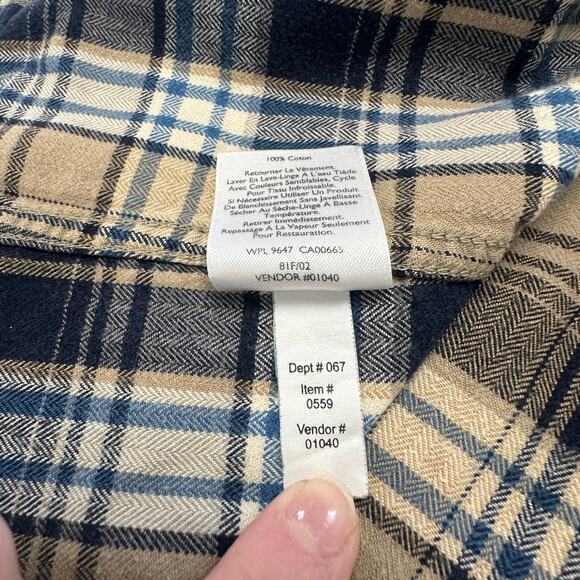 100% Coton
Retourner Le Vêtement.
Laver En Lave-Linge À L'eau Tiède
Avec Couleurs Semblables, Cycle
Pour Tissu Infroissable.
Si Nécessaire Utiliser Un Produit
De Blanchissement Sans Javellisant.
Sécher Au Sèche-Linge A Basse
Température.
Retirer Immédiatement.
Repassage A La Vapeur Seulement
Pour Restauration.
WPL 9647 CA00665
81F/02
VENDOR #01040
Dept # 067
Item #
0559
Vendor #
01040